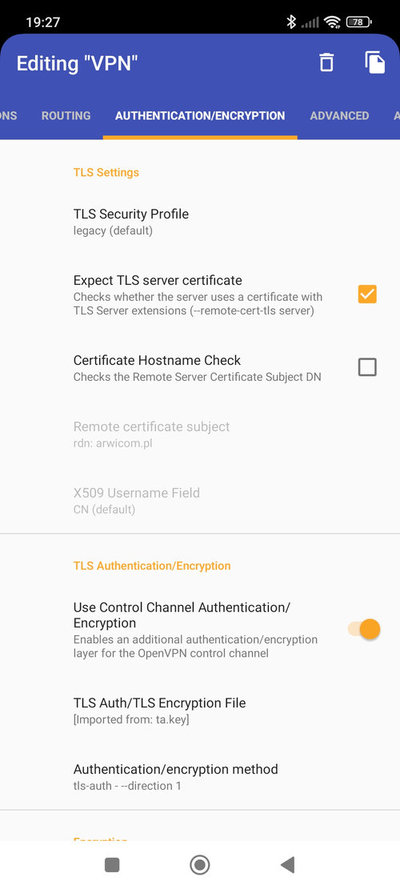 19:27
78
Editing "VPN"
NS
ROUTING
AUTHENTICATION/ENCRYPTION
ADVANCED
A
TLS Settings
TLS Security Profile
legacy (default)
Expect TLS server certificate
Checks whether the server uses a certificate with
TLS Server extensions (--remote-cert-tls server)
Certificate Hostname Check
Checks the Remote Server Certificate Subject DN
Remote certificate subject
rdn: arwicom.pl
X509 Username Field
CN (default)
TLS Authentication/Encryption
Use Control Channel Authentication/
Encryption
Enables an additional authentication/encryption
layer for the OpenVPN control channel
TLS Auth/TLS Encryption File
[Imported from: ta.key]
Authentication/encryption method
tls-auth - --direction 1
Encryption